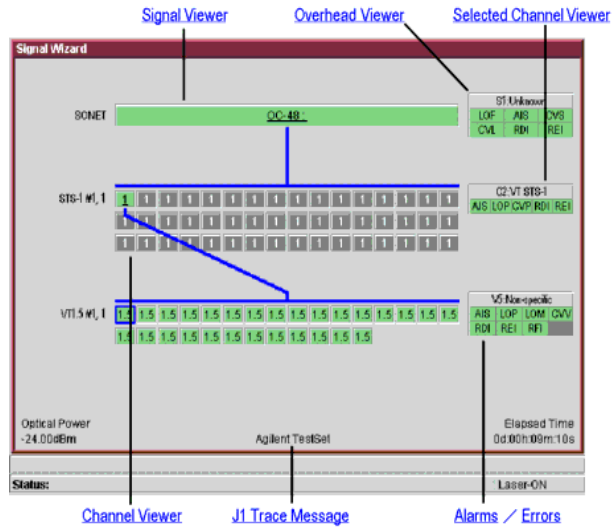 Signal Viewer Overhead Viewer Selected Channel Viewer
Signal Wizard
SONET OC-48 :
S1:Unknown
LOF AIS CVS
CVL RDI REI
STS-1 #1, 1
1 1 1 1 1 1 1 1 1 1 1 1 1 1 1 1
1 1 1 1 1 1 1 1 1 1 1 1 1 1 1 1
1 1 1 1 1 1 1 1 1 1 1 1 1 1 1 1
C2:VT STS-1
AIS LOP CVP RDI REI
VT1.5 #1, 1
1.5 1.5 1.5 1.5 1.5 1.5 1.5 1.5 1.5 1.5 1.5 1.5 1.5 1.5 1.5 1.5
1.5 1.5 1.5 1.5 1.5 1.5 1.5 1.5 1.5 1.5 1.5 1.5
V5:Non-specific
AIS LOP LOM CVV
RDI REI RFI
Optical Power
-24.00dBm
Agilent TestSet
Elapsed Time
0d:00h:09m:10s
Status: Laser-ON
Channel Viewer J1 Trace Message Alarms / Errors